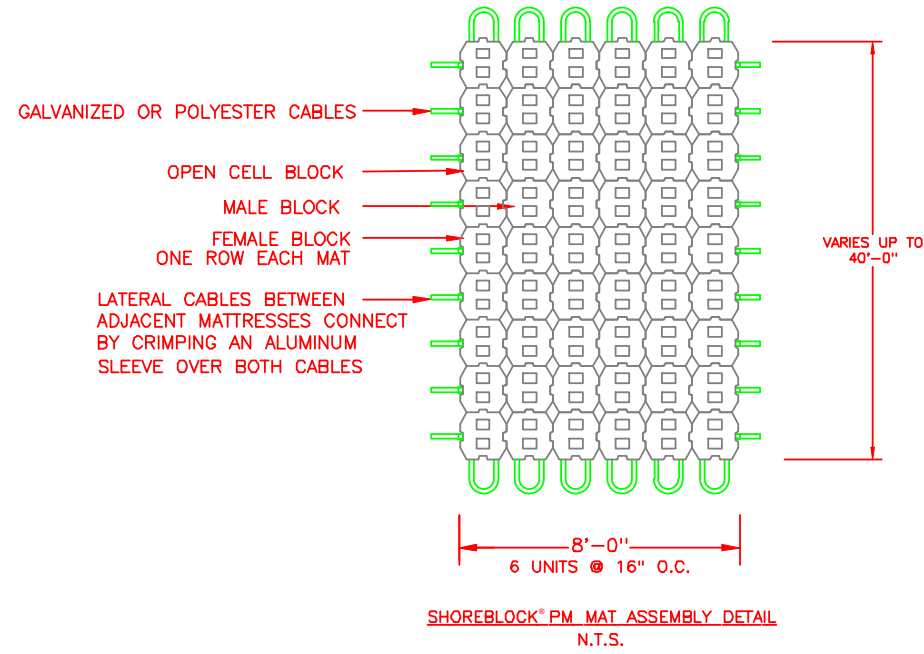 GALVANIZED OR POLYESTER CABLES
OPEN CELL BLOCK
MALE BLOCK
FEMALE BLOCK
ONE ROW EACH MAT
LATERAL CABLES BETWEEN
ADJACENT MATTRESSES CONNECT
BY CRIMPING AN ALUMINUM
SLEEVE OVER BOTH CABLES
VARIES UP TO
40'-0"
8'-0"
6 UNITS @ 16" O.C.
SHOREBLOCK® PM MAT ASSEMBLY DETAIL
N.T.S.